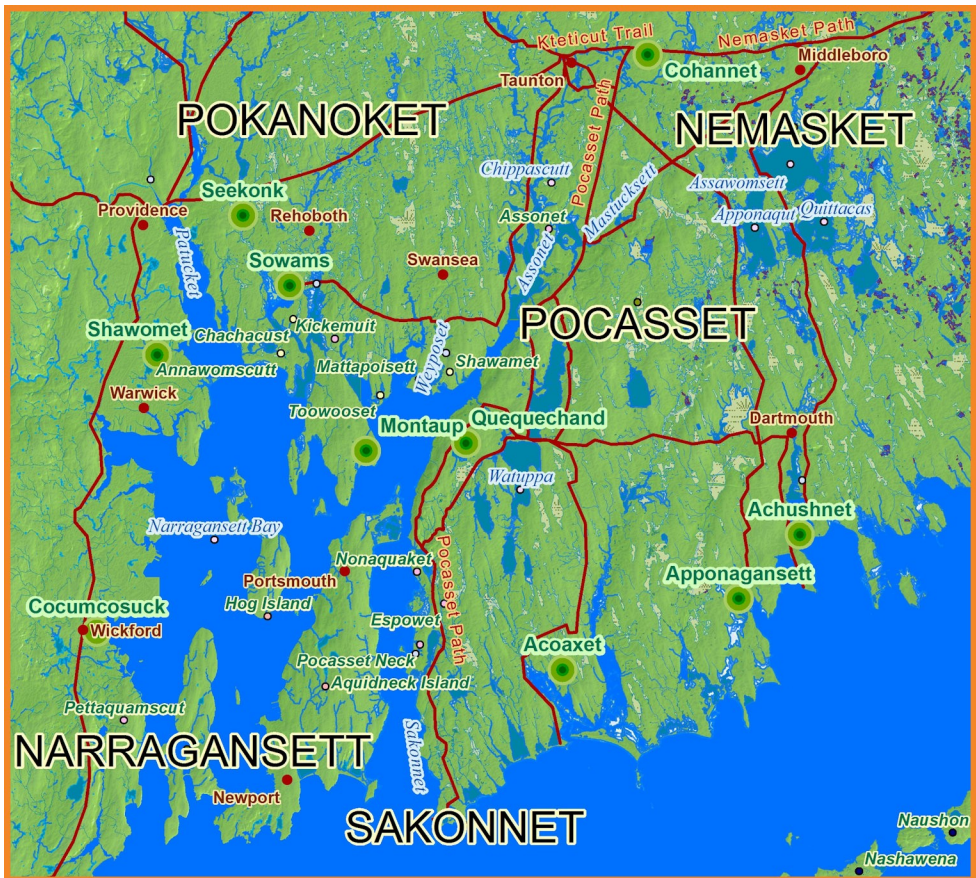 Kteticut Trail
Nemasket Path
Middleboro
Cohannet
Taunton
POKANOKET
Pocasset Path
NEMASKET
Chippascutt
Mastucksett
Assawomsett
Seekonk
Providence
Rehoboth
Assonet
Apponaqut
Quittacas
Patucket
Assonet
Sowams
Swansea
Shawomet
Chachacust
Kickemuit
POCASSET
Annawomscutt
Mattapoisett
Weyposet
Shawamet
Warwick
Toowooset
Montaup
Quequechand
Dartmouth
Watuppa
Achushnet
Narragansett Bay
Nonaquaket
Pocasset Path
Portsmouth
Apponagansett
Hog Island
Cocumcosuck
Wickford
Espowet
Acoaxet
Pocasset Neck
Aquidneck Island
Pettaquamscut
Sakonnet
NARRAGANSETT
Newport
SAKONNET
Naushon
Nashawena